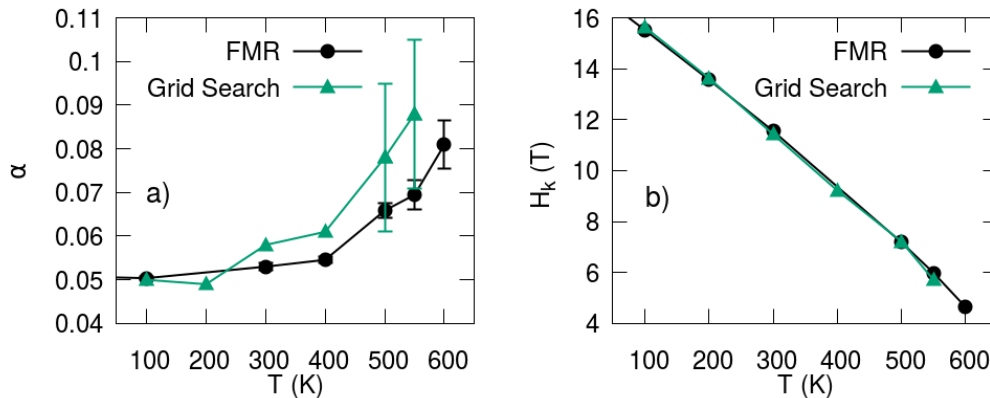 0.11
0.1
0.09
0.08
0.07
0.06
0.05
0.04
α
FMR
Grid Search
a)
100 200 300 400 500 600
T (K)
16
14
12
10
8
6
4
H_k (T)
FMR
Grid Search
b)
100 200 300 400 500 600
T (K)